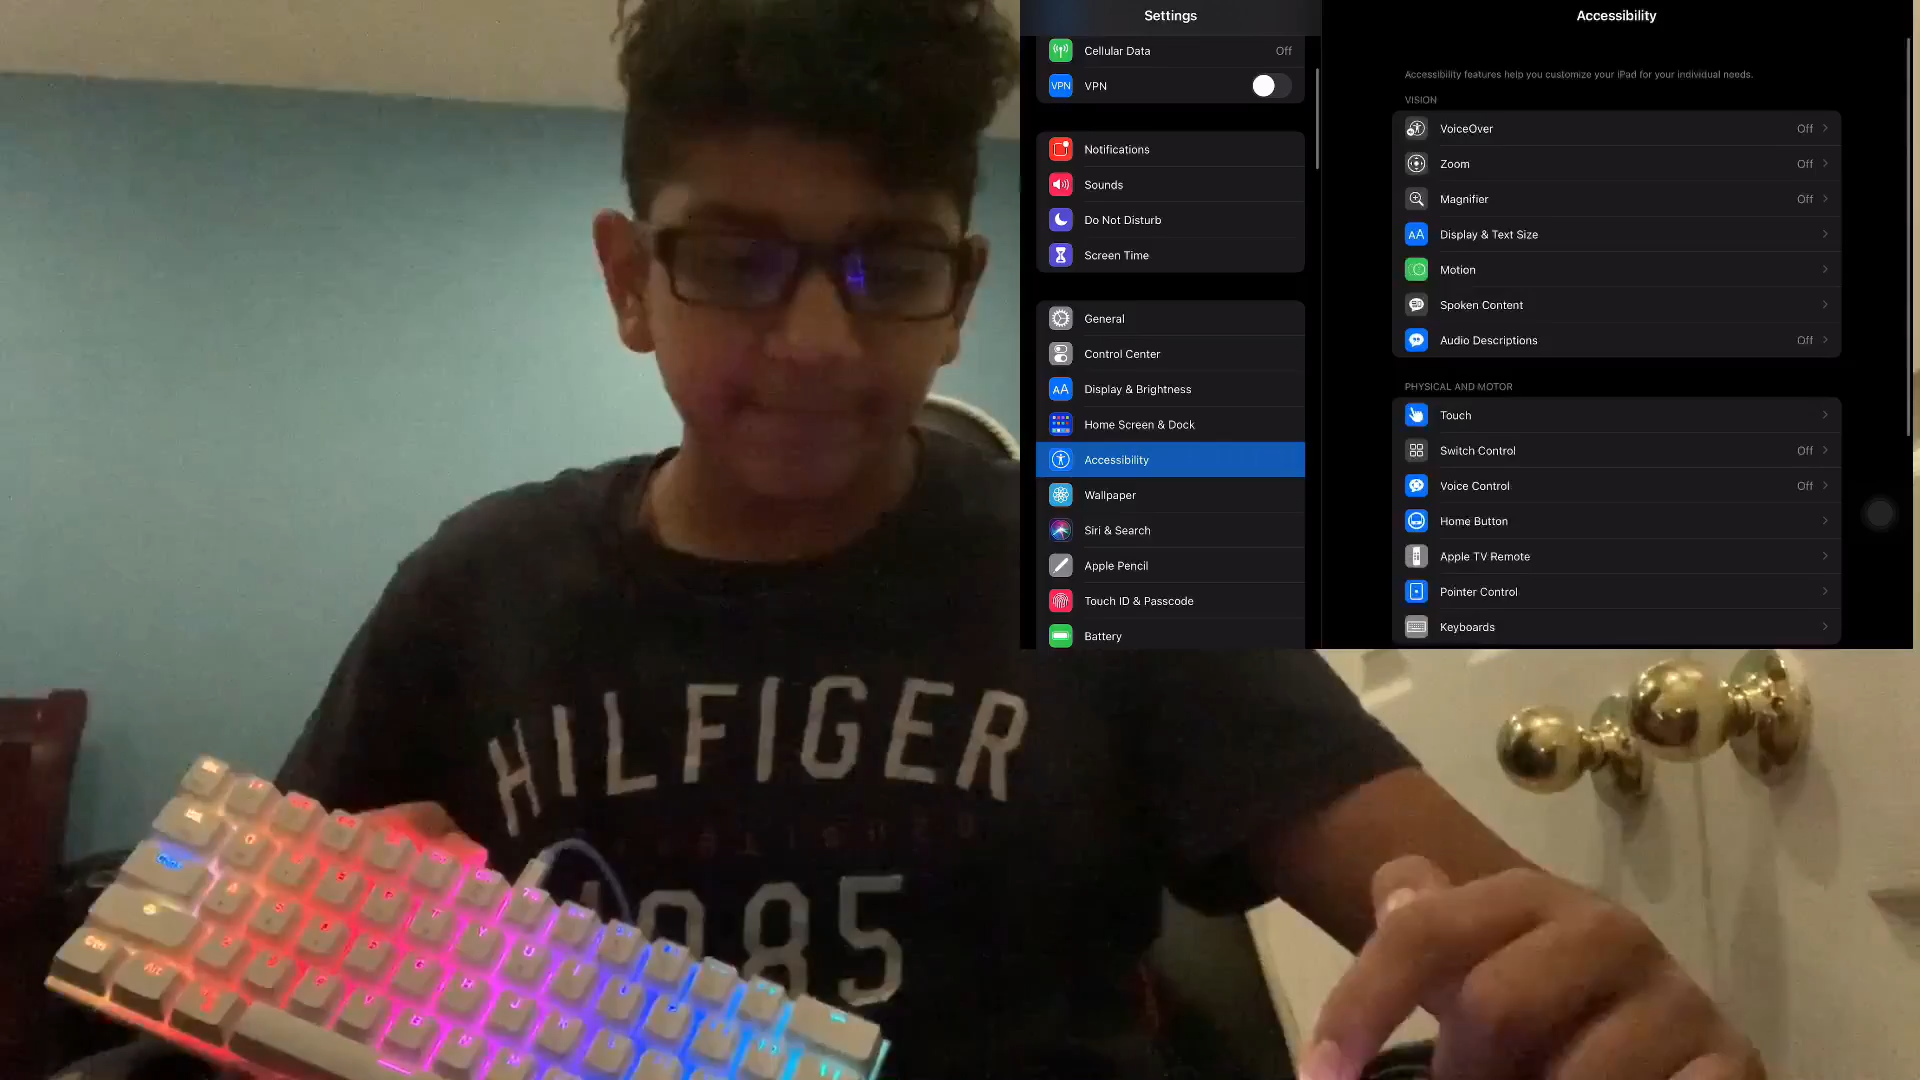 Settings
Cellular Data Off
VPN VPN
Notifications
Sounds
Do Not Disturb
Screen Time
General
Control Center
AA Display & Brightness
Home Screen & Dock
Accessibility
Wallpaper
Siri & Search
Apple Pencil
Touch ID & Passcode
Battery
Accessibility
Accessibility features help you customize your iPad for your individual needs.
VISION
VoiceOver Off
Zoom Off
Magnifier Off
AA Display & Text Size
Motion
Spoken Content
Audio Descriptions Off
PHYSICAL AND MOTOR
Touch
Switch Control Off
Voice Control Off
Home Button
Apple TV Remote
Pointer Control
Keyboards
HILFIGER
985